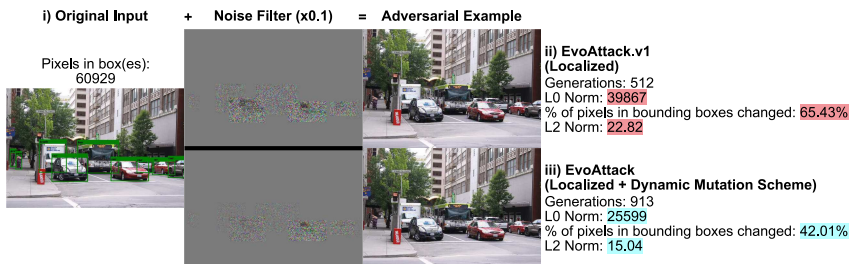 i) Original Input + Noise Filter (x0.1) = Adversarial Example
Pixels in box(es):
60929
ii) EvoAttack.v1
(Localized)
Generations: 512
L0 Norm: 39867
% of pixels in bounding boxes changed: 65.43%
L2 Norm: 22.82
iii) EvoAttack
(Localized + Dynamic Mutation Scheme)
Generations: 913
L0 Norm: 25599
% of pixels in bounding boxes changed: 42.01%
L2 Norm: 15.04